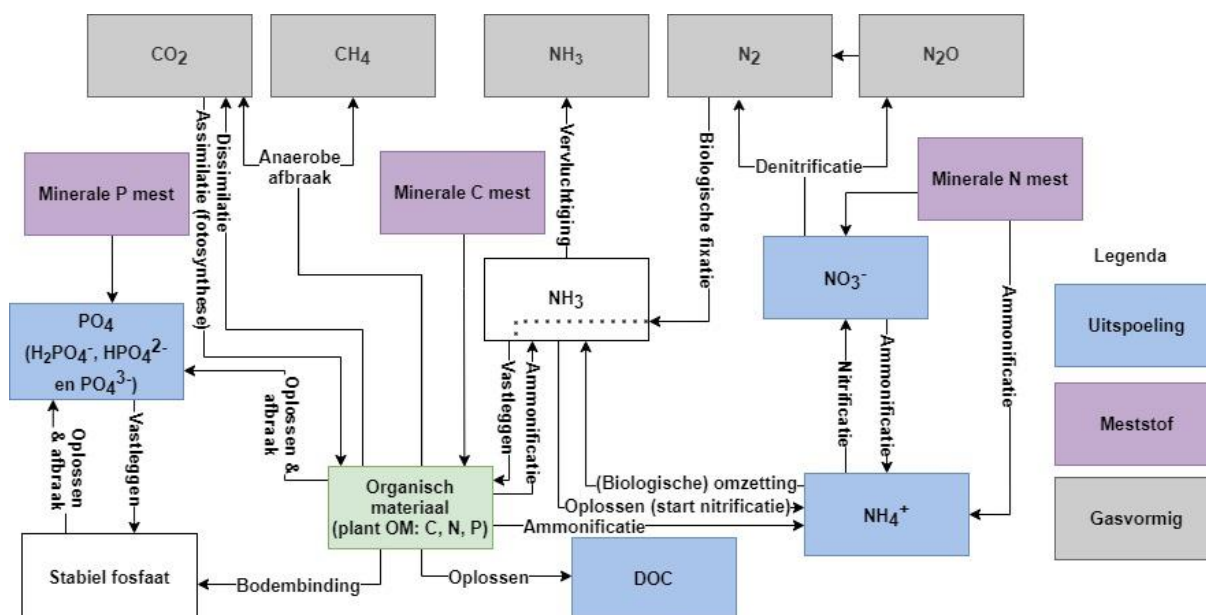 CO2
CH4
NH3
N2
N2O
Assimilatie (fotosynthese)
Dissimilatie
Anaerobe
afbraak
Vervluchtiging
Biologische fixatie
Denitrificatie
Minerale P mest
Minerale C mest
Minerale N mest
NH3
NO3-
Legenda
PO4
(H2PO4-, HPO42-
en PO43-)
Uitspoeling
Ammonificatie
Oplossen &
afbraak
Vastleggen
Ammonificatie
Nitrificatie
Ammonificatie
Oplossen
& afbraak
Vastleggen
Meststof
Organisch
materiaal
(plant OM: C, N, P)
(Biologische) omzetting
Oplossen (start nitrificatie)
Ammonificatie
NH4+
Gasvormig
Stabiel fosfaat
Bodembinding
Oplossen
DOC